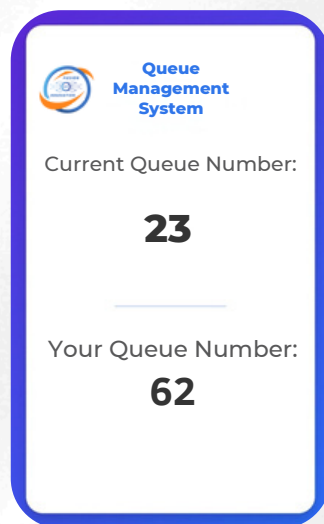 Queue
Management
System
Current Queue Number:
23
Your Queue Number:
62